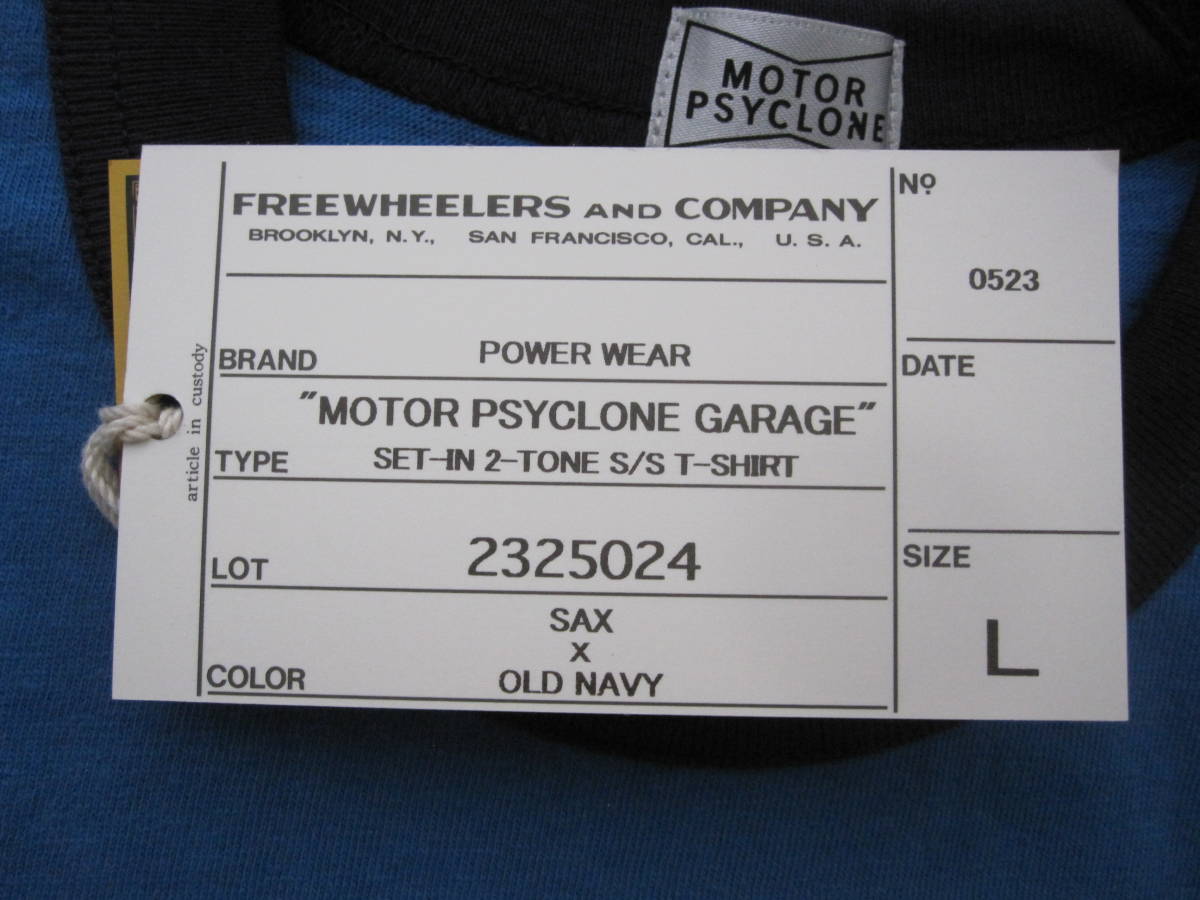 MOTOR
PSYCLONE
FREEWHEELERS AND COMPANY
BROOKLYN, N.Y., SAN FRANCISCO, CAL., U. S. A.
BRAND POWER WEAR
"MOTOR PSYCLONE GARAGE"
TYPE SET-IN 2-TONE S/S T-SHIRT
LOT 2325024
SAX
X
COLOR OLD NAVY
Nº
0523
DATE
SIZE
L
article in custody